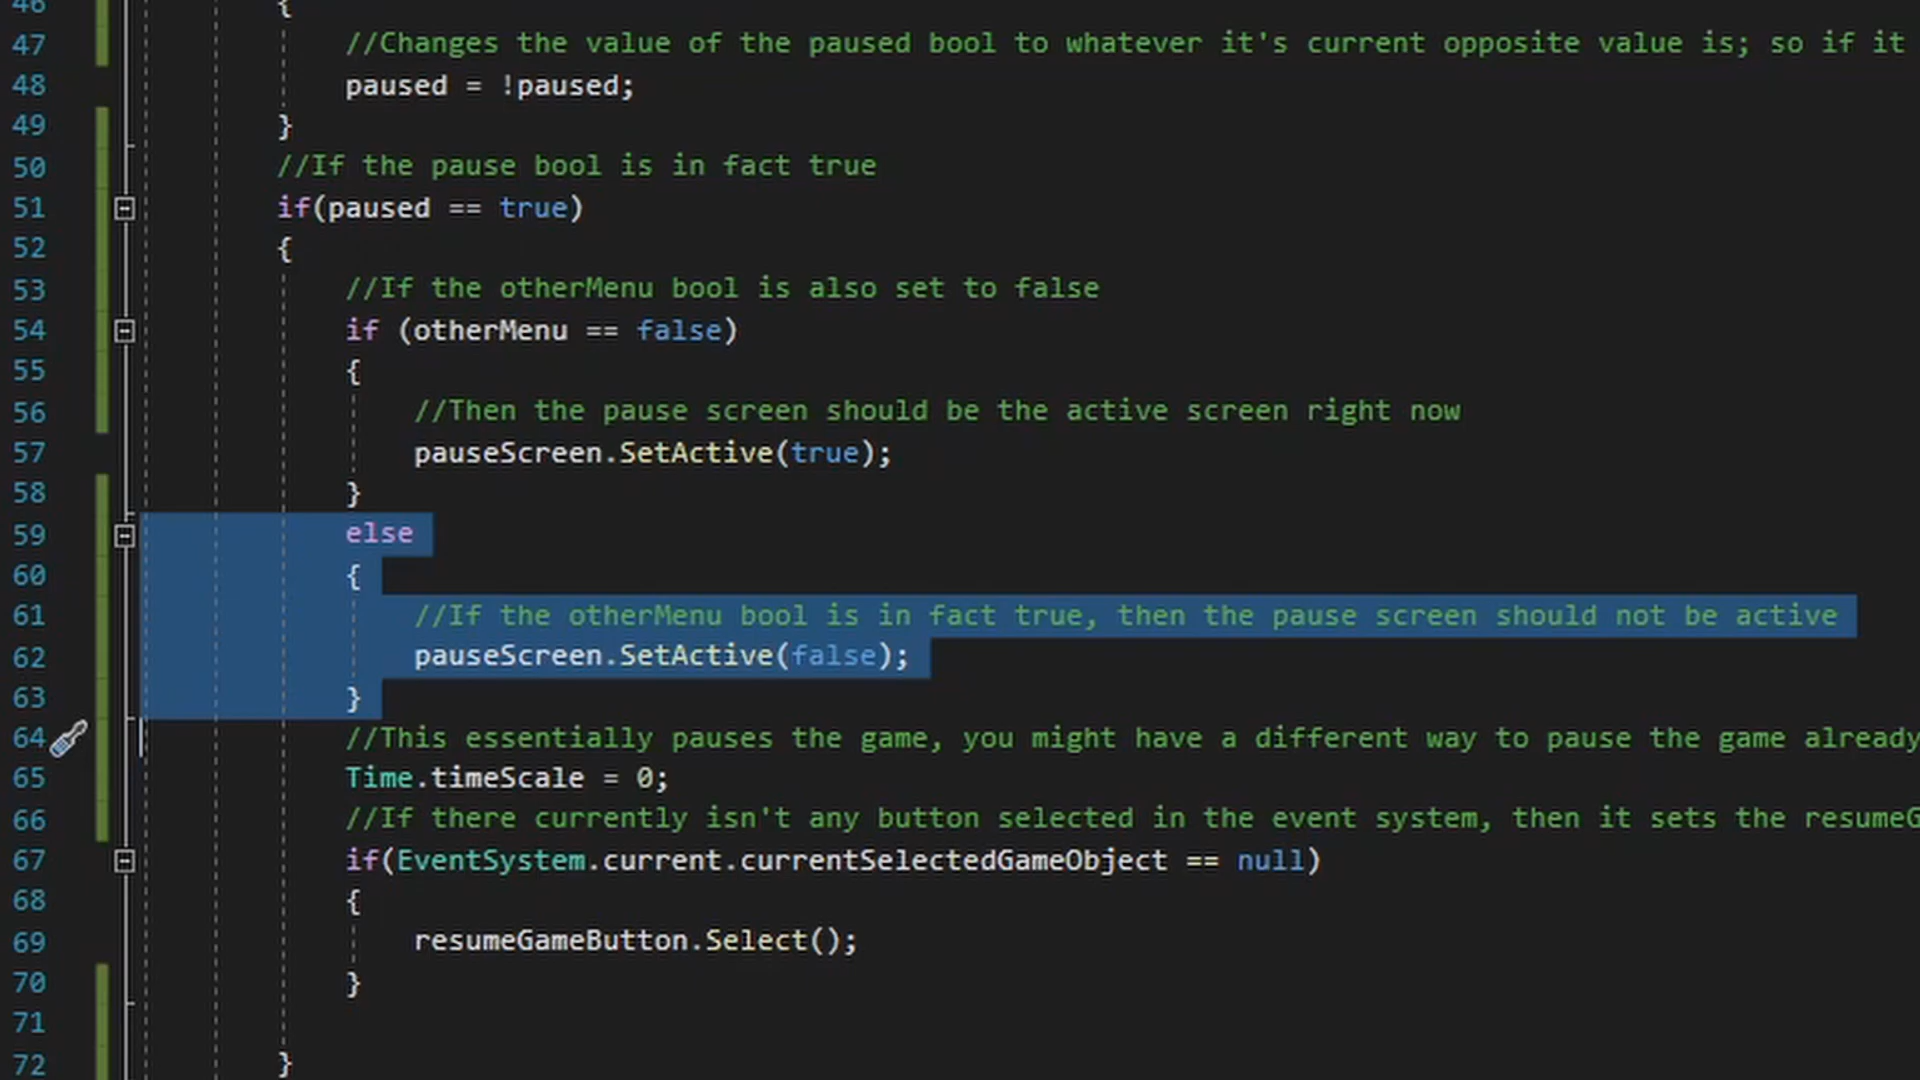 46 {
47 //Changes the value of the paused bool to whatever it's current opposite value is; so if it
48 paused = !paused;
49 }
50 //If the pause bool is in fact true
51 if(paused == true)
52 {
53 //If the otherMenu bool is also set to false
54 if (otherMenu == false)
55 {
56 //Then the pause screen should be the active screen right now
57 pauseScreen.SetActive(true);
58 }
59 else
60 {
61 //If the otherMenu bool is in fact true, then the pause screen should not be active
62 pauseScreen.SetActive(false);
63 }
64 //This essentially pauses the game, you might have a different way to pause the game already
65 Time.timeScale = 0;
66 //If there currently isn't any button selected in the event system, then it sets the resumeG
67 if(EventSystem.current.currentSelectedGameObject == null)
68 {
69 resumeGameButton.Select();
70 }
71
72 }